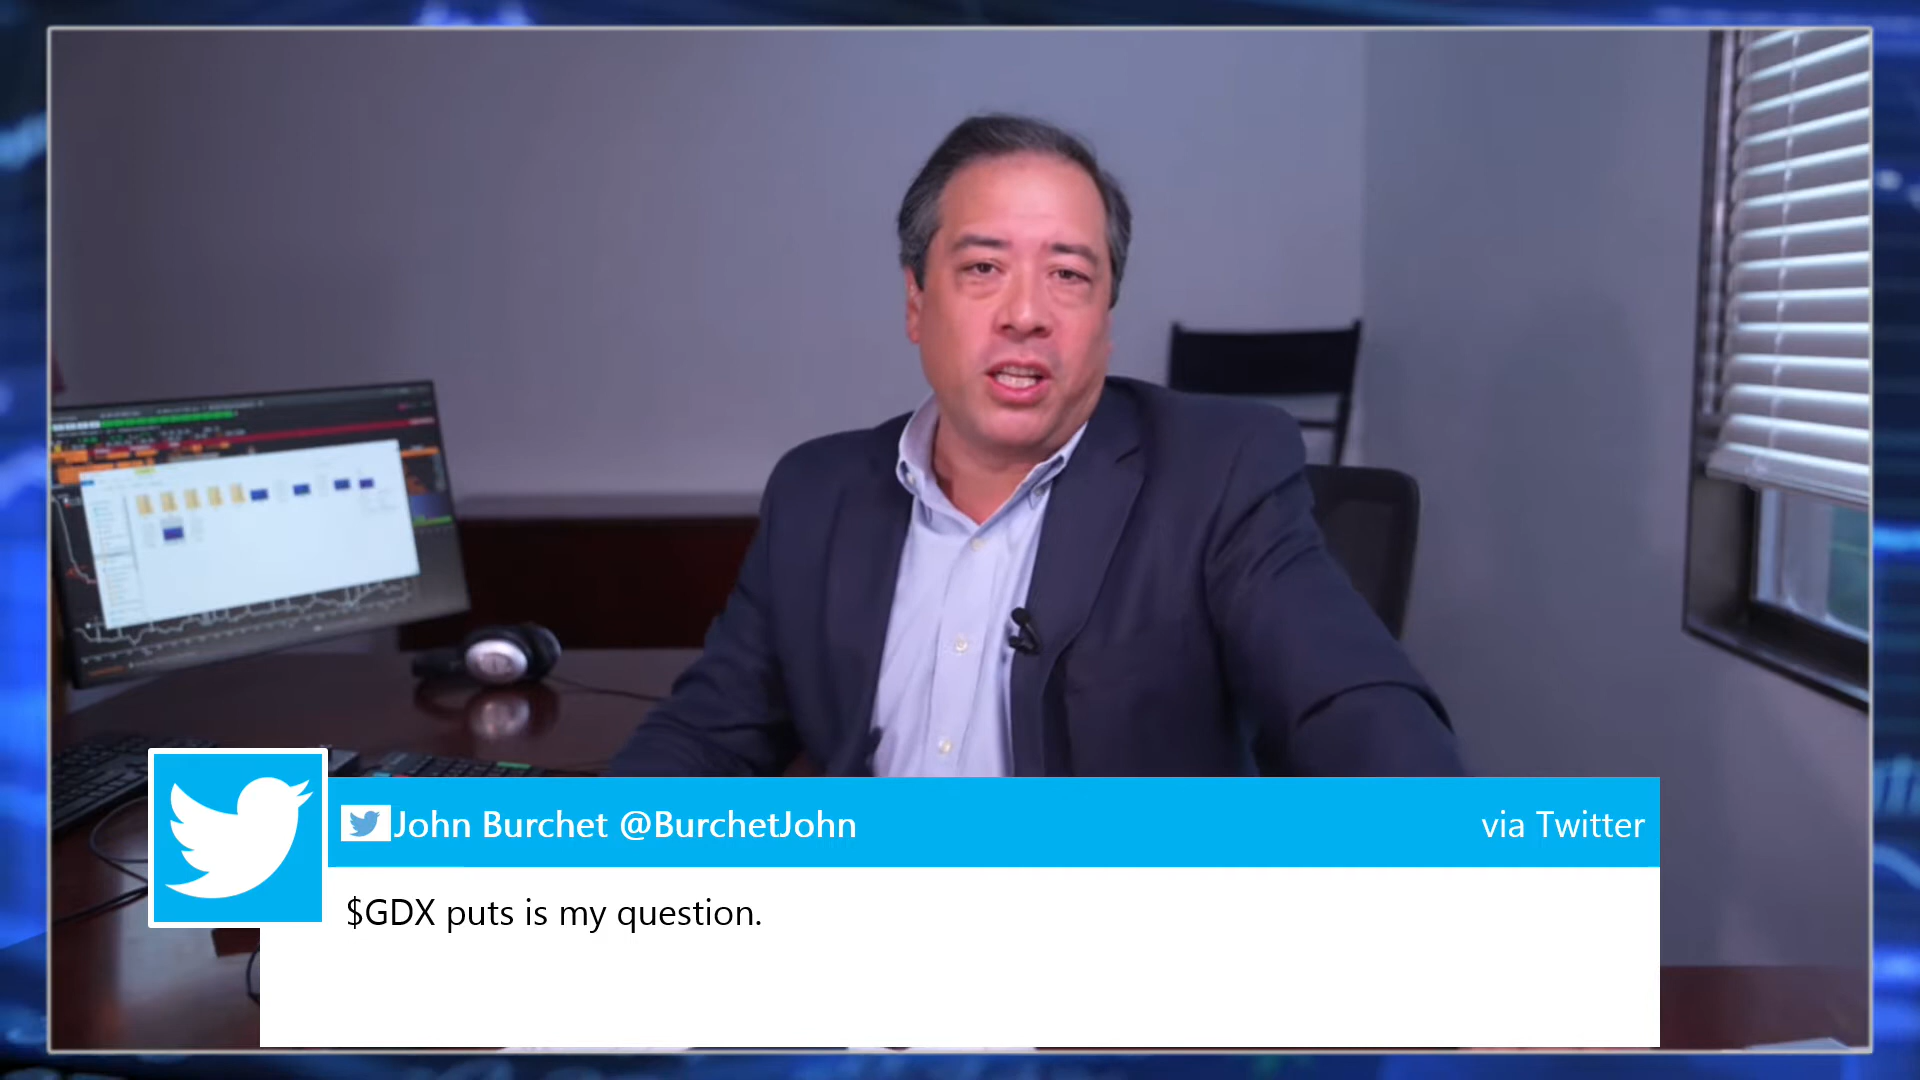 John Burchet @BurchetJohn
via Twitter
$GDX puts is my question.